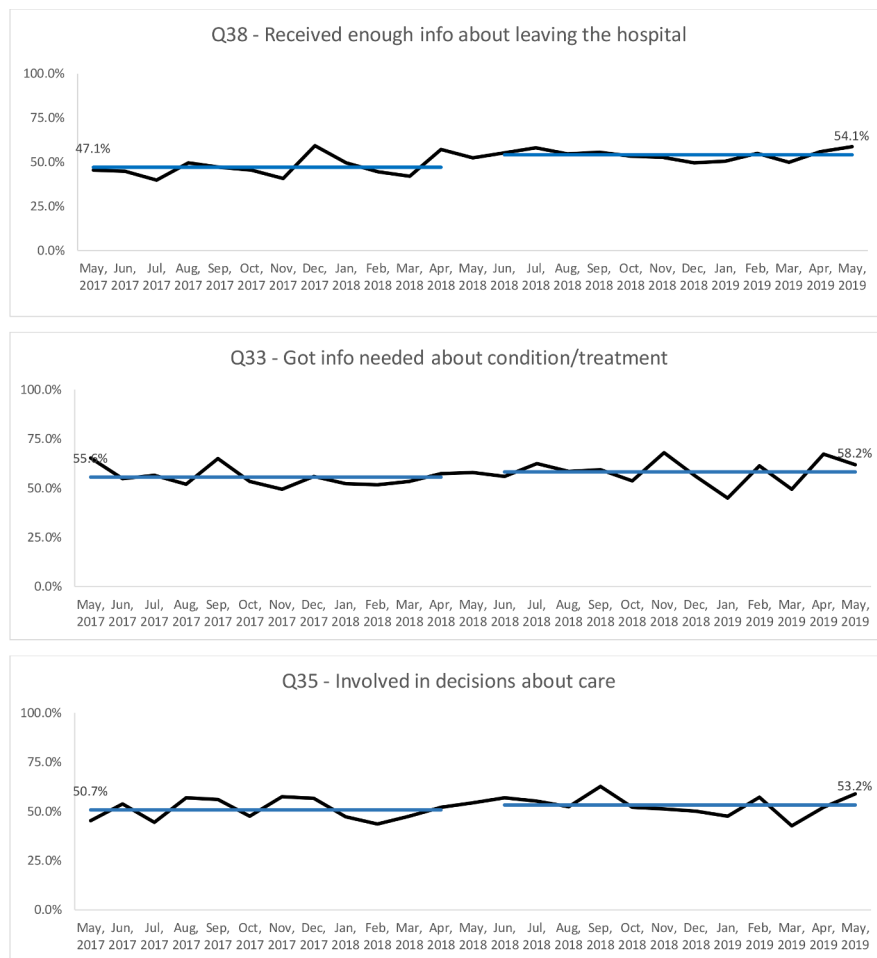 Q38 - Received enough info about leaving the hospital
100.0%
75.0%
50.0%
25.0%
0.0%
47.1%
54.1%
May, Jun, Jul, Aug, Sep, Oct, Nov, Dec, Jan, Feb, Mar, Apr, May, Jun, Jul, Aug, Sep, Oct, Nov, Dec, Jan, Feb, Mar, Apr, May,
2017 2017 2017 2017 2017 2017 2017 2017 2018 2018 2018 2018 2018 2018 2018 2018 2018 2018 2018 2018 2019 2019 2019 2019 2019
Q33 - Got info needed about condition/treatment
100.0%
75.0%
50.0%
25.0%
0.0%
55.6%
58.2%
May, Jun, Jul, Aug, Sep, Oct, Nov, Dec, Jan, Feb, Mar, Apr, May, Jun, Jul, Aug, Sep, Oct, Nov, Dec, Jan, Feb, Mar, Apr, May,
2017 2017 2017 2017 2017 2017 2017 2017 2018 2018 2018 2018 2018 2018 2018 2018 2018 2018 2018 2018 2019 2019 2019 2019 2019
Q35 - Involved in decisions about care
100.0%
75.0%
50.0%
25.0%
0.0%
50.7%
53.2%
May, Jun, Jul, Aug, Sep, Oct, Nov, Dec, Jan, Feb, Mar, Apr, May, Jun, Jul, Aug, Sep, Oct, Nov, Dec, Jan, Feb, Mar, Apr, May,
2017 2017 2017 2017 2017 2017 2017 2017 2018 2018 2018 2018 2018 2018 2018 2018 2018 2018 2018 2018 2019 2019 2019 2019 2019